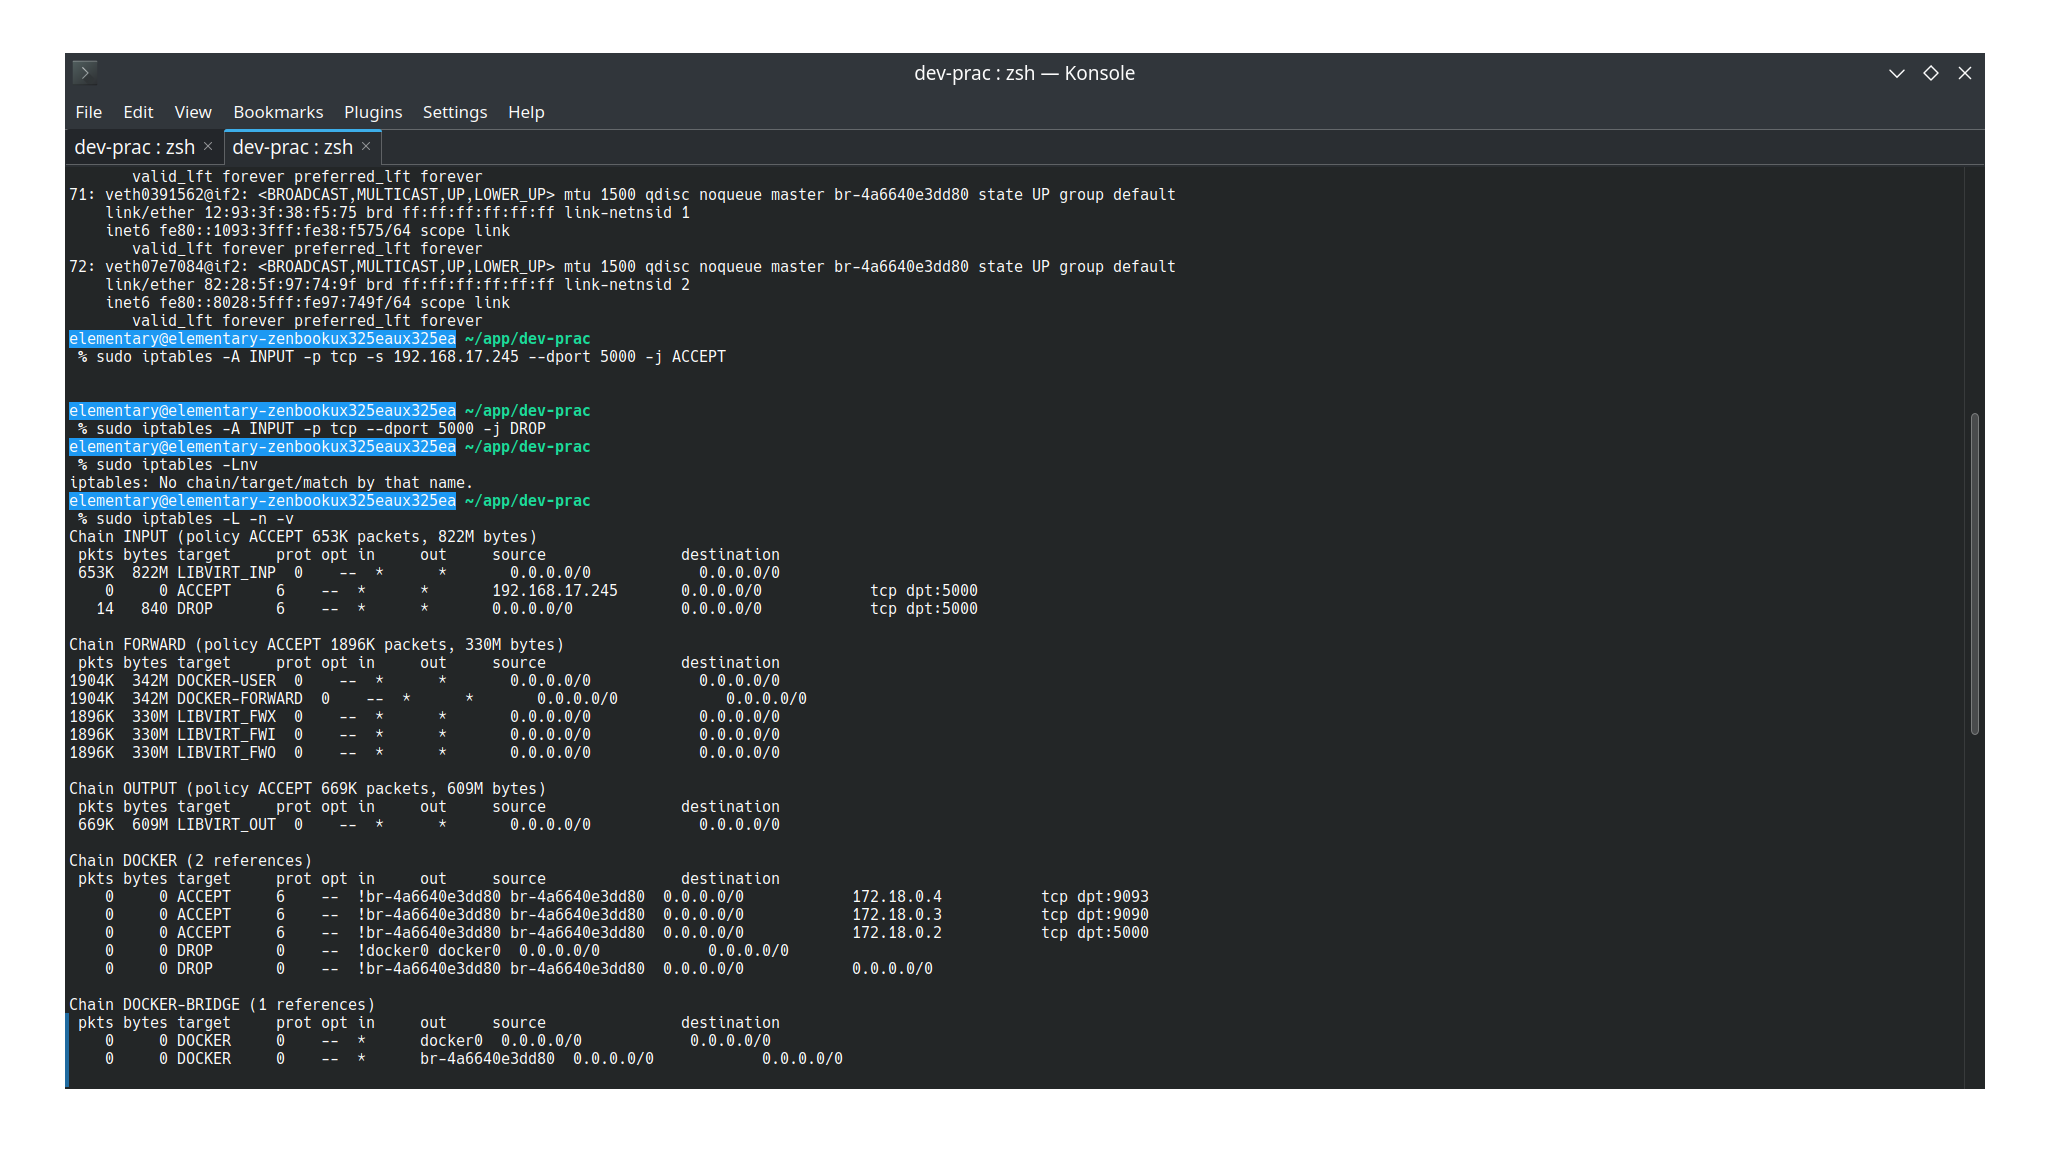 dev-prac : zsh — Konsole
File Edit View Bookmarks Plugins Settings Help
dev-prac : zsh × dev-prac : zsh ×
       valid_lft forever preferred_lft forever
71: veth0391562@if2: <BROADCAST,MULTICAST,UP,LOWER_UP> mtu 1500 qdisc noqueue master br-4a6640e3dd80 state UP group default
    link/ether 12:93:3f:38:f5:75 brd ff:ff:ff:ff:ff:ff link-netnsid 1
    inet6 fe80::1093:3fff:fe38:f575/64 scope link
       valid_lft forever preferred_lft forever
72: veth07e7084@if2: <BROADCAST,MULTICAST,UP,LOWER_UP> mtu 1500 qdisc noqueue master br-4a6640e3dd80 state UP group default
    link/ether 82:28:5f:97:74:9f brd ff:ff:ff:ff:ff:ff link-netnsid 2
    inet6 fe80::8028:5fff:fe97:749f/64 scope link
       valid_lft forever preferred_lft forever
elementary@elementary-zenbookux325eaux325ea ~/app/dev-prac
 % sudo iptables -A INPUT -p tcp -s 192.168.17.245 --dport 5000 -j ACCEPT
elementary@elementary-zenbookux325eaux325ea ~/app/dev-prac
 % sudo iptables -A INPUT -p tcp --dport 5000 -j DROP
elementary@elementary-zenbookux325eaux325ea ~/app/dev-prac
 % sudo iptables -Lnv
iptables: No chain/target/match by that name.
elementary@elementary-zenbookux325eaux325ea ~/app/dev-prac
 % sudo iptables -L -n -v
Chain INPUT (policy ACCEPT 653K packets, 822M bytes)
 pkts bytes target     prot opt in     out     source               destination
 653K  822M LIBVIRT_INP  0    --  *      *       0.0.0.0/0            0.0.0.0/0
    0     0 ACCEPT     6    --  *      *       192.168.17.245       0.0.0.0/0            tcp dpt:5000
   14   840 DROP       6    --  *      *       0.0.0.0/0            0.0.0.0/0            tcp dpt:5000
Chain FORWARD (policy ACCEPT 1896K packets, 330M bytes)
 pkts bytes target     prot opt in     out     source               destination
1904K  342M DOCKER-USER  0    --  *      *       0.0.0.0/0            0.0.0.0/0
1904K  342M DOCKER-FORWARD  0    --  *      *       0.0.0.0/0            0.0.0.0/0
1896K  330M LIBVIRT_FWX  0    --  *      *       0.0.0.0/0            0.0.0.0/0
1896K  330M LIBVIRT_FWI  0    --  *      *       0.0.0.0/0            0.0.0.0/0
1896K  330M LIBVIRT_FWO  0    --  *      *       0.0.0.0/0            0.0.0.0/0
Chain OUTPUT (policy ACCEPT 669K packets, 609M bytes)
 pkts bytes target     prot opt in     out     source               destination
 669K  609M LIBVIRT_OUT  0    --  *      *       0.0.0.0/0            0.0.0.0/0
Chain DOCKER (2 references)
 pkts bytes target     prot opt in     out     source               destination
    0     0 ACCEPT     6    --  !br-4a6640e3dd80 br-4a6640e3dd80  0.0.0.0/0            172.18.0.4           tcp dpt:9093
    0     0 ACCEPT     6    --  !br-4a6640e3dd80 br-4a6640e3dd80  0.0.0.0/0            172.18.0.3           tcp dpt:9090
    0     0 ACCEPT     6    --  !br-4a6640e3dd80 br-4a6640e3dd80  0.0.0.0/0            172.18.0.2           tcp dpt:5000
    0     0 DROP       0    --  !docker0 docker0  0.0.0.0/0            0.0.0.0/0
    0     0 DROP       0    --  !br-4a6640e3dd80 br-4a6640e3dd80  0.0.0.0/0            0.0.0.0/0
Chain DOCKER-BRIDGE (1 references)
 pkts bytes target     prot opt in     out     source               destination
    0     0 DOCKER     0    --  *      docker0  0.0.0.0/0            0.0.0.0/0
    0     0 DOCKER     0    --  *      br-4a6640e3dd80  0.0.0.0/0            0.0.0.0/0